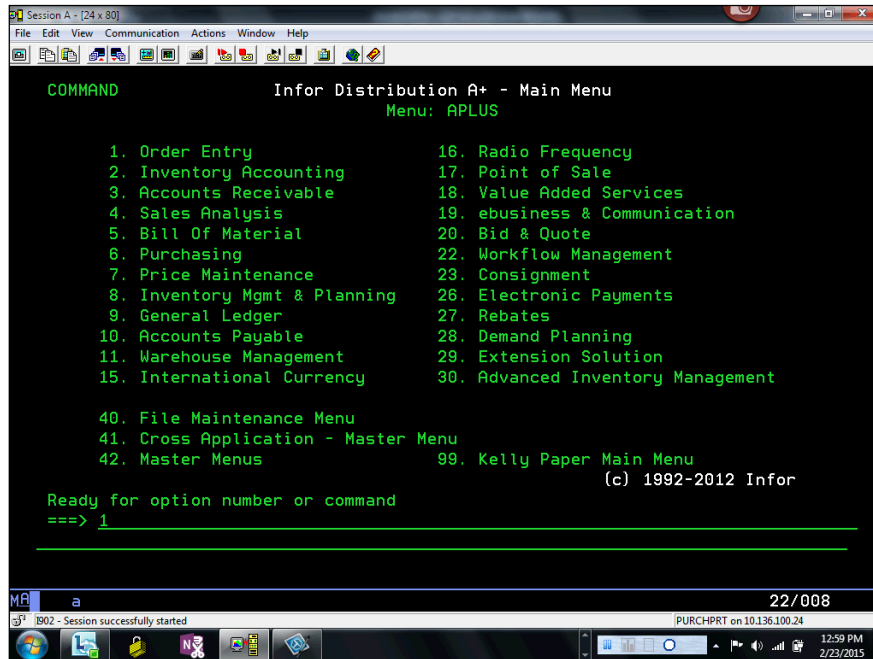 Session A - [24 x 80]
File Edit View Communication Actions Window Help
COMMAND Infor Distribution A+ - Main Menu
Menu: APLUS
1. Order Entry 16. Radio Frequency
2. Inventory Accounting 17. Point of Sale
3. Accounts Receivable 18. Value Added Services
4. Sales Analysis 19. ebusiness & Communication
5. Bill Of Material 20. Bid & Quote
6. Purchasing 22. Workflow Management
7. Price Maintenance 23. Consignment
8. Inventory Mgmt & Planning 26. Electronic Payments
9. General Ledger 27. Rebates
10. Accounts Payable 28. Demand Planning
11. Warehouse Management 29. Extension Solution
15. International Currency 30. Advanced Inventory Management
40. File Maintenance Menu
41. Cross Application - Master Menu
42. Master Menus 99. Kelly Paper Main Menu
(c) 1992-2012 Infor
Ready for option number or command
===> 1
MA a 22/008
I902 - Session successfully started PURCHPRT on 10.136.100.24
12:59 PM
2/23/2015